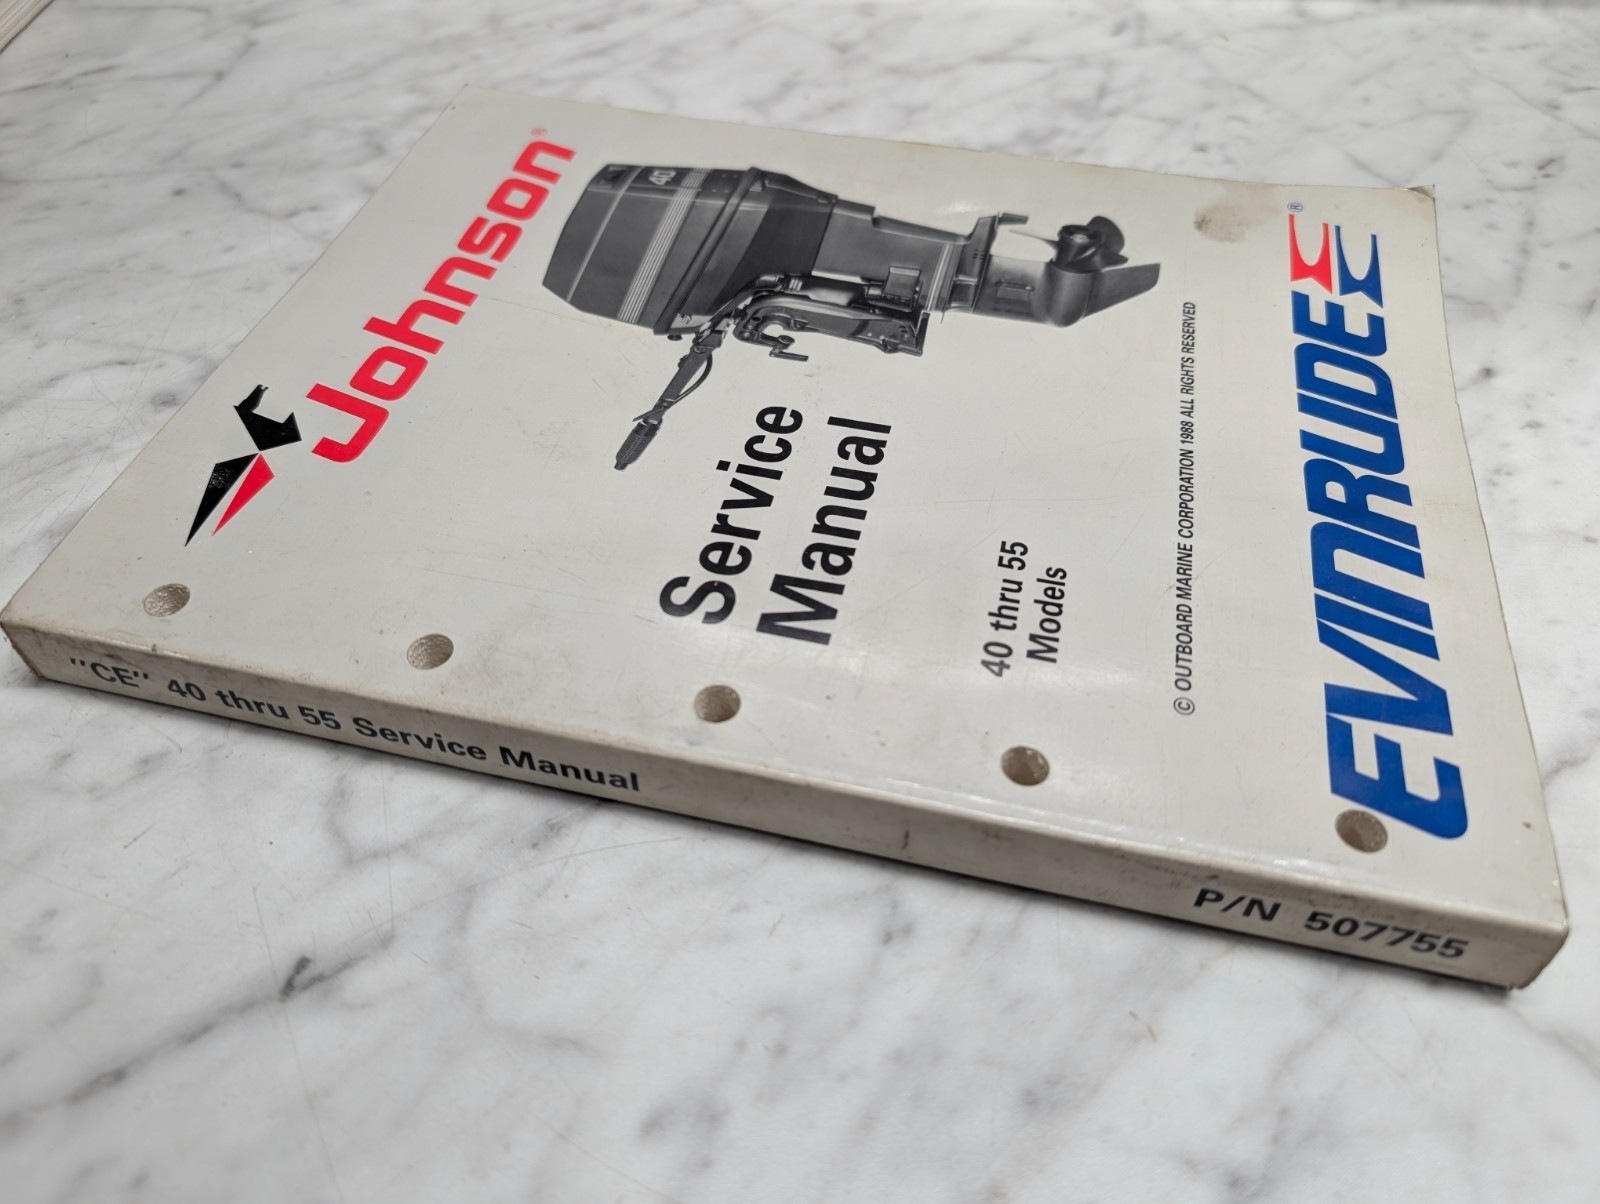 Johnson®
40
Service
Manual
40 thru 55
Models
© OUTBOARD MARINE CORPORATION 1988 ALL RIGHTS RESERVED
EVINRUDE®
"CE" 40 thru 55 Service Manual
P/N 507755